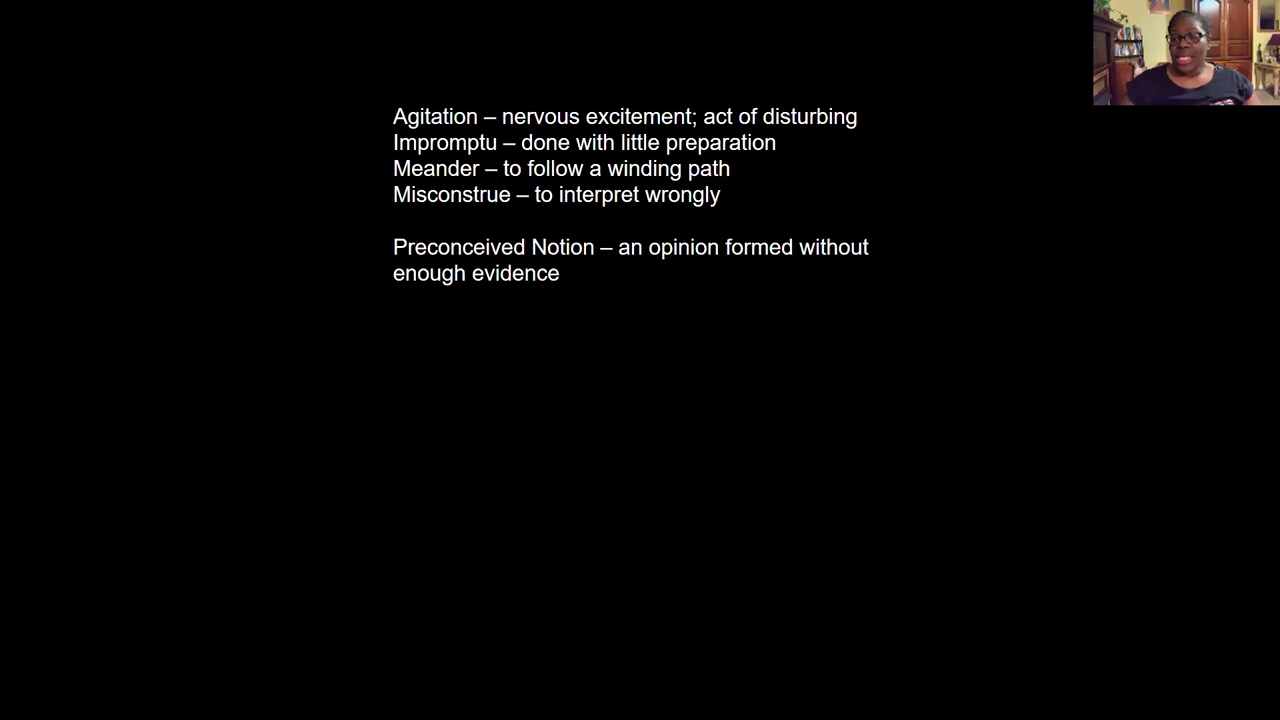 Agitation – nervous excitement; act of disturbing
Impromptu – done with little preparation
Meander – to follow a winding path
Misconstrue – to interpret wrongly
Preconceived Notion – an opinion formed without
enough evidence